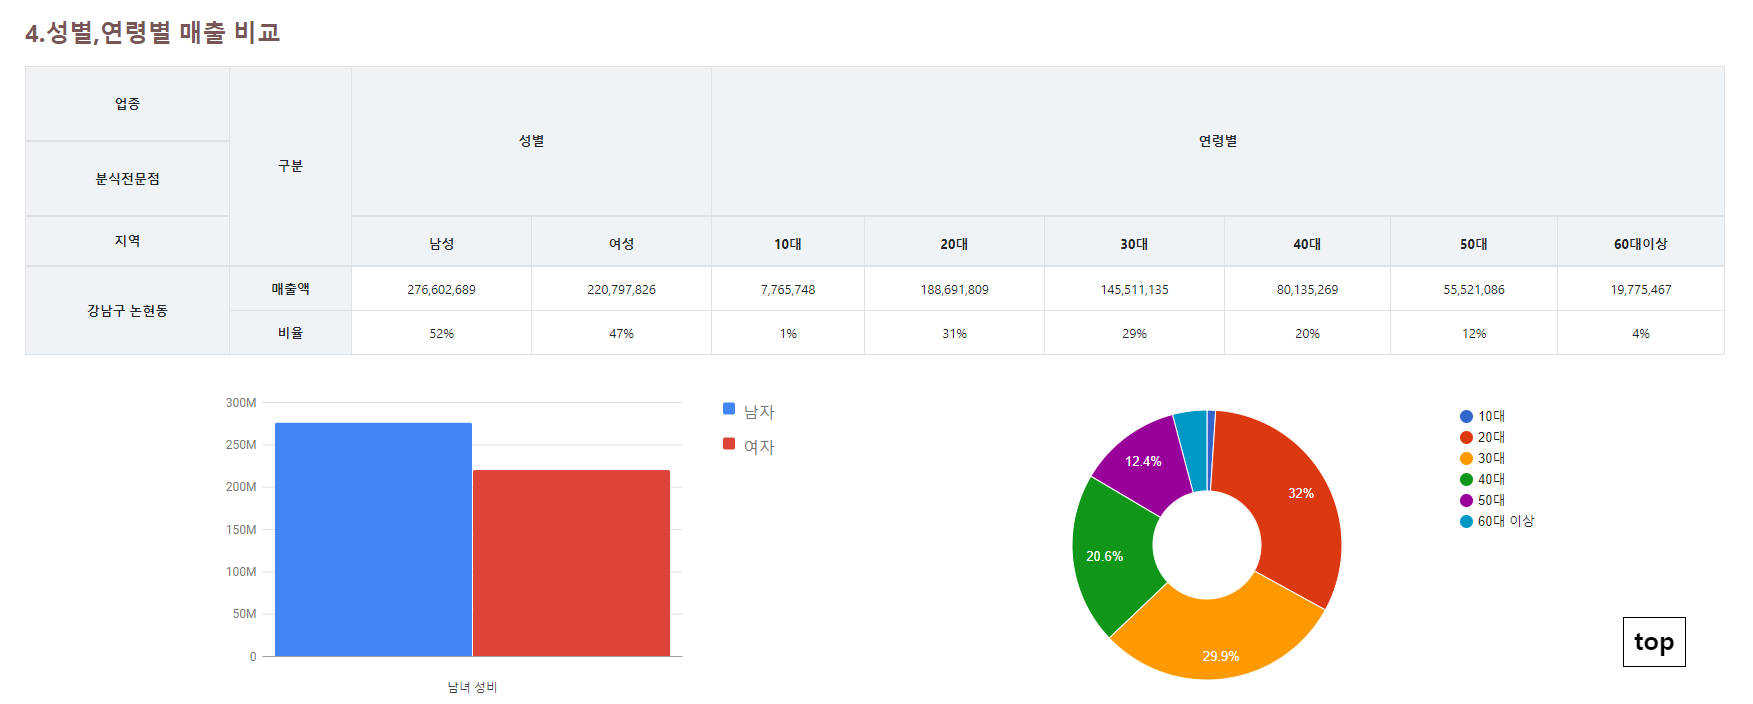 4.성별,연령별 매출 비교
업종
구분
성별
연령별
분식전문점
지역
남성
여성
10대
20대
30대
40대
50대
60대이상
강남구 논현동
매출액
276,602,689
220,797,826
7,765,748
188,691,809
145,511,135
80,135,269
55,521,086
19,775,467
비율
52%
47%
1%
31%
29%
20%
12%
4%
300M
250M
200M
150M
100M
50M
0
남녀 성비
남자
여자
12.4%
32%
20.6%
29.9%
10대
20대
30대
40대
50대
60대 이상
top